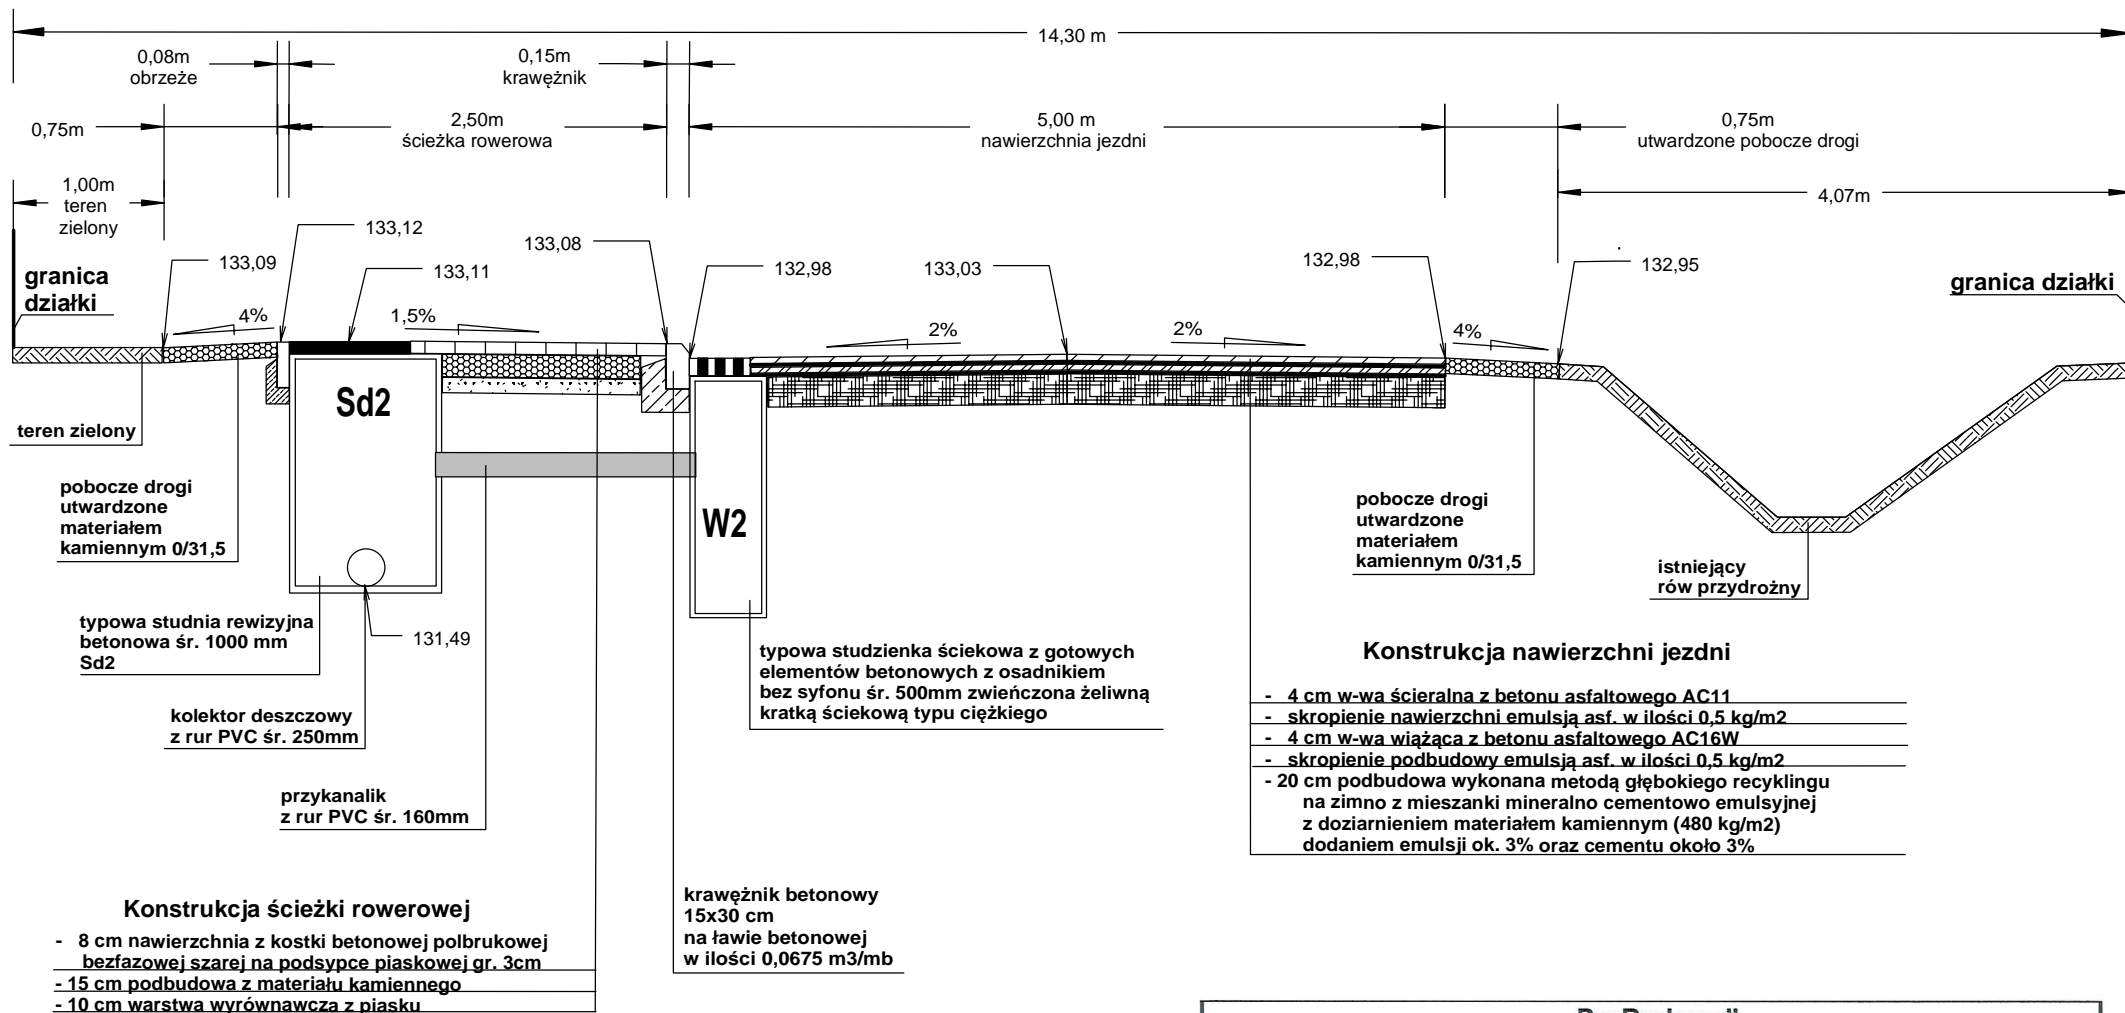 14,30 m
0,08m
obrzeże
0,15m
krawężnik
0,75m
2,50m
ścieżka rowerowa
5,00 m
nawierzchnia jezdni
0,75m
utwardzone pobocze drogi
1,00m
teren
zielony
4,07m
133,12
133,08
133,09
133,11
132,98
133,03
132,98
132,95
granica
działki
granica działki
4%
1,5%
2%
2%
4%
Sd2
W2
teren zielony
pobocze drogi
utwardzone
materiałem
kamiennym 0/31,5
pobocze drogi
utwardzone
materiałem
kamiennym 0/31,5
istniejący
rów przydrożny
typowa studnia rewizyjna
betonowa śr. 1000 mm
Sd2
131,49
typowa studzienka ściekowa z gotowych
elementów betonowych z osadnikiem
bez syfonu śr. 500mm zwieńczona żeliwną
kratką ściekową typu ciężkiego
kolektor deszczowy
z rur PVC śr. 250mm
przykanalik
z rur PVC śr. 160mm
Konstrukcja nawierzchni jezdni
- 4 cm w-wa ścieralna z betonu asfaltowego AC11
- skropienie nawierzchni emulsją asf. w ilości 0,5 kg/m2
- 4 cm w-wa wiążąca z betonu asfaltowego AC16W
- skropienie podbudowy emulsją asf. w ilości 0,5 kg/m2
- 20 cm podbudowa wykonana metodą głębokiego recyklingu
na zimno z mieszanki mineralno cementowo emulsyjnej
z doziarnieniem materiałem kamiennym (480 kg/m2)
dodaniem emulsji ok. 3% oraz cementu około 3%
krawężnik betonowy
15x30 cm
na ławie betonowej
w ilości 0,0675 m3/mb
Konstrukcja ścieżki rowerowej
- 8 cm nawierzchnia z kostki betonowej polbrukowej
bezfazowej szarej na podsypce piaskowej gr. 3cm
- 15 cm podbudowa z materiału kamiennego
- 10 cm warstwa wyrównawcza z piasku